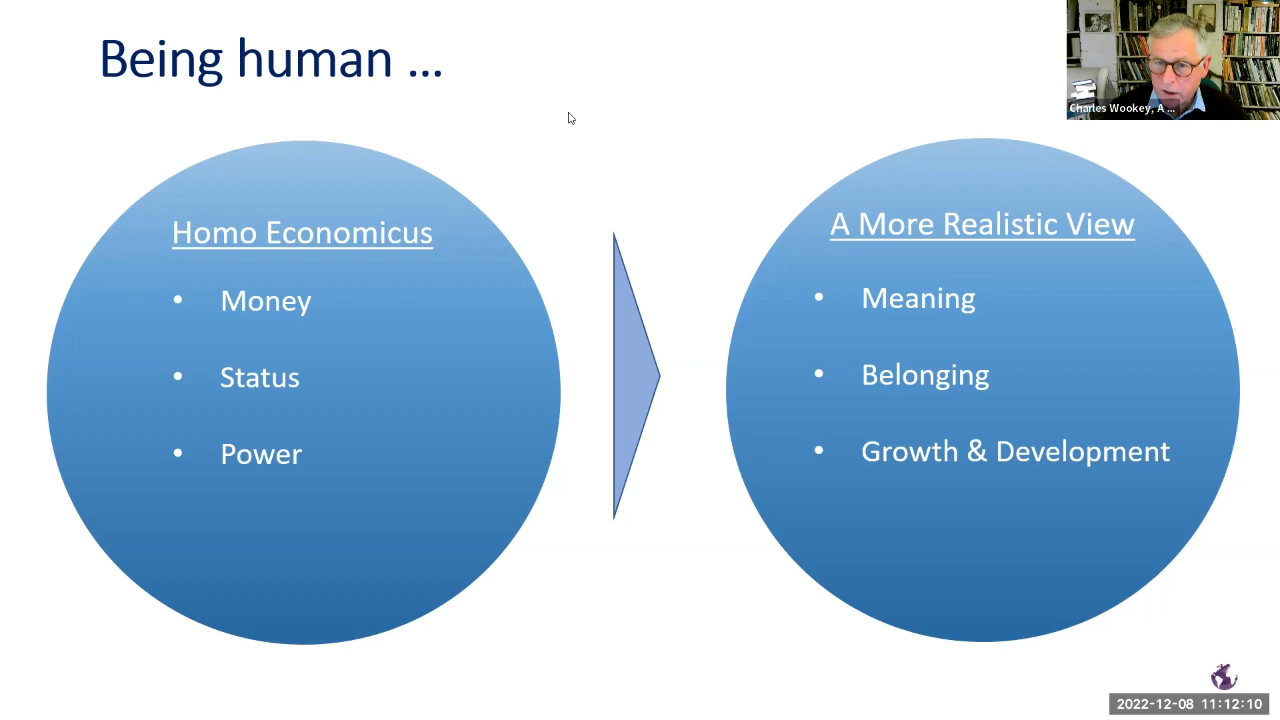 Being human ...
Charles Wookey, A ...
Homo Economicus
• Money
• Status
• Power
A More Realistic View
• Meaning
• Belonging
• Growth & Development
2022-12-08 11:12:10